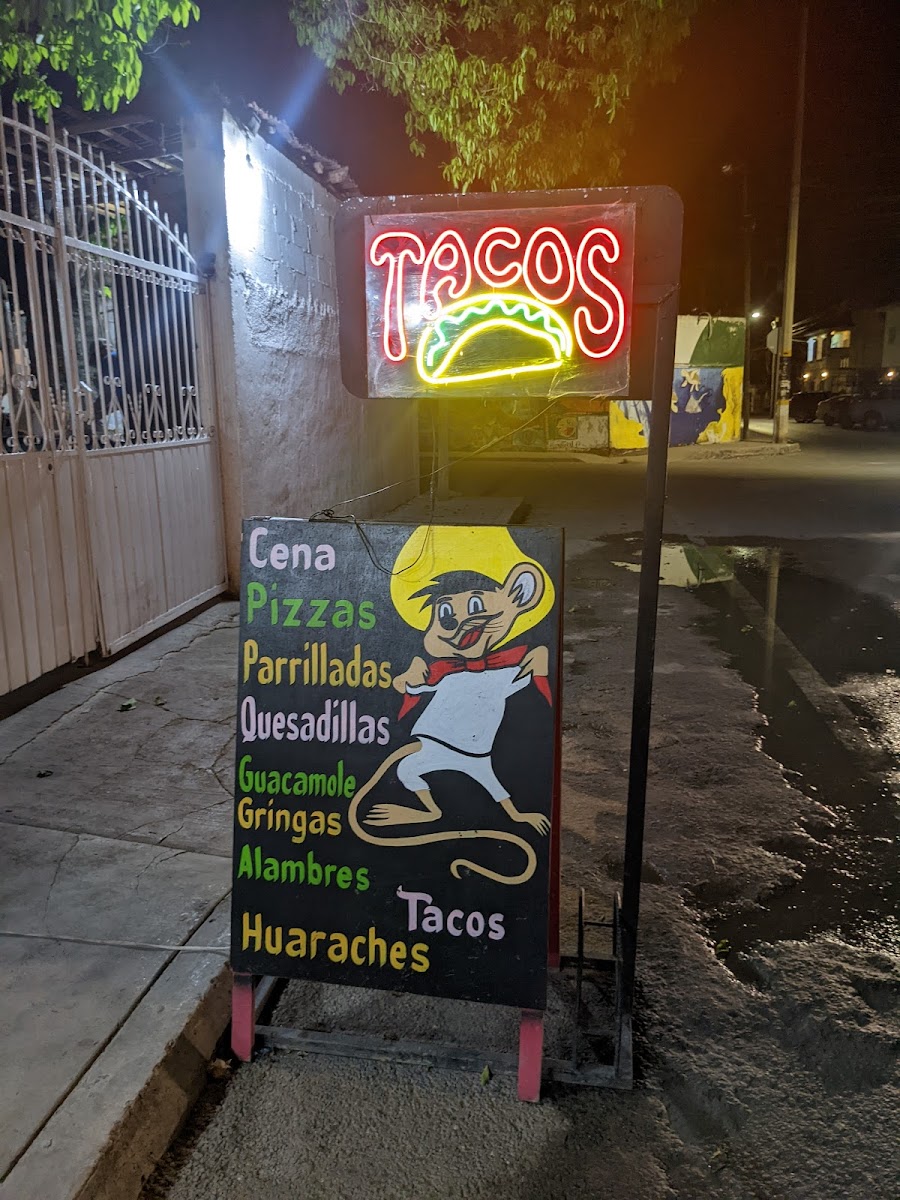 TACOS
Cena
Pizzas
Parrilladas
Quesadillas
Guacamole
Gringas
Alambres
Tacos
Huaraches